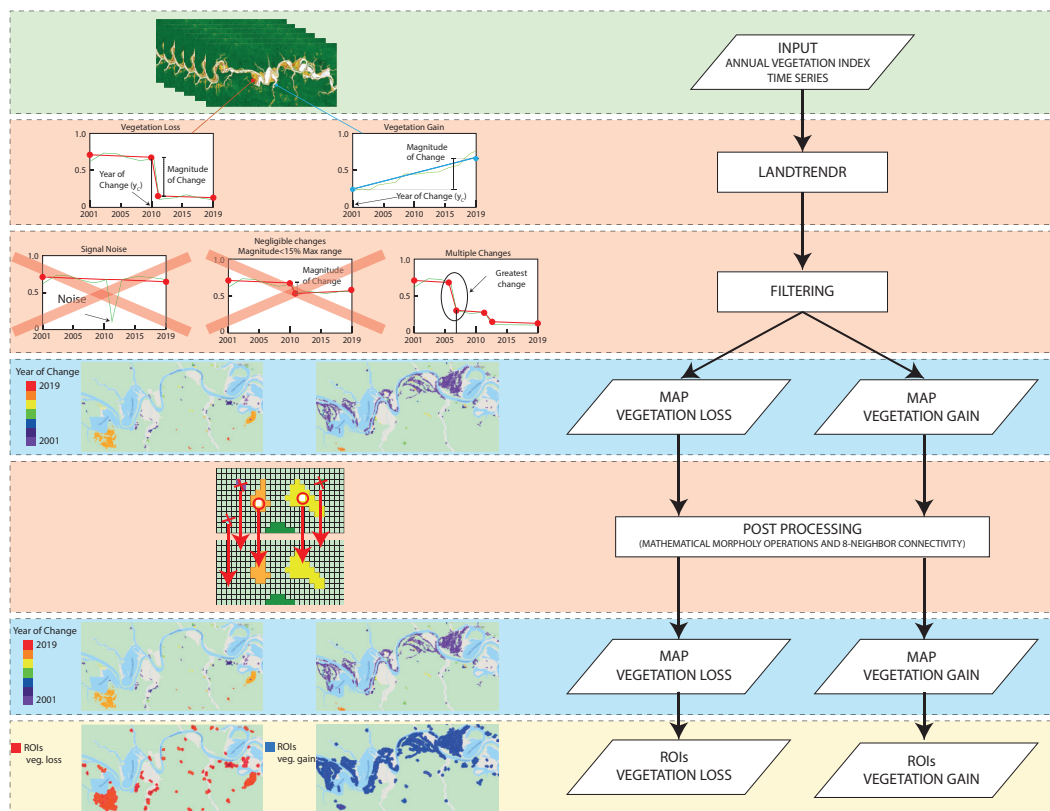 INPUT
ANNUAL VEGETATION INDEX
TIME SERIES
Vegetation Loss
1.0
0.5
0
Magnitude
of Change
Year of
Change (yc)
2001 2005 2010 2015 2019
Vegetation Gain
1.0
0.5
0
Magnitude
of Change
Year of Change (yc)
2001 2005 2010 2015 2019
LANDTRENDR
Signal Noise
1.0
0.5
0
Noise
2001 2005 2010 2015 2019
Negligible changes
Magnitude<15% Max range
1.0
0.5
0
Magnitude
of Change
2001 2005 2010 2015 2019
Multiple Changes
1.0
0.5
0
Greatest
change
2001 2005 2010 2015 2019
FILTERING
Year of Change
2019
2001
MAP
VEGETATION LOSS
MAP
VEGETATION GAIN
POST PROCESSING
(MATHEMATICAL MORPHOLY OPERATIONS AND 8-NEIGHBOR CONNECTIVITY)
Year of Change
2019
2001
MAP
VEGETATION LOSS
MAP
VEGETATION GAIN
ROIs
veg. loss
ROIs
veg. gain
ROIs
VEGETATION LOSS
ROIs
VEGETATION GAIN